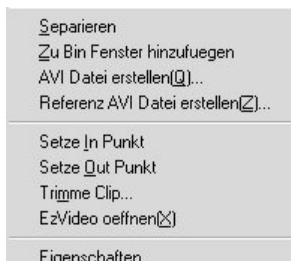 Separieren
Zu Bin Fenster hinzufuegen
AVI Datei erstellen(Q)...
Referenz AVI Datei erstellen(Z)...
Setze In Punkt
Setze Out Punkt
Trimme Clip...
EzVideo oeffnen(X)
Eigenschaften